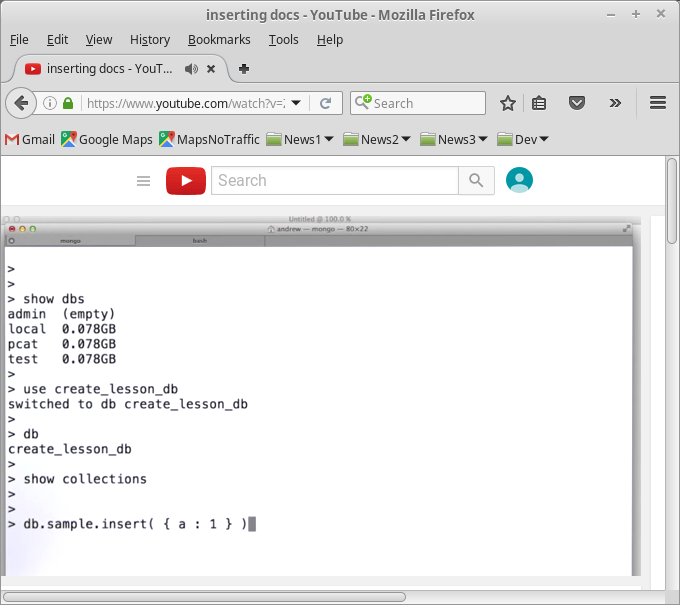 inserting docs - YouTube - Mozilla Firefox
File Edit View History Bookmarks Tools Help
inserting docs - YouT...
https://www.youtube.com/watch?v=
Search
Gmail Google Maps MapsNoTraffic News1 News2 News3 Dev
Search
Untitled @ 100.0 %
andrew — mongo — 80×22
mongo bash
>
>
> show dbs
admin (empty)
local 0.078GB
pcat 0.078GB
test 0.078GB
>
> use create_lesson_db
switched to db create_lesson_db
>
> db
create_lesson_db
>
> show collections
>
>
> db.sample.insert( { a : 1 } )